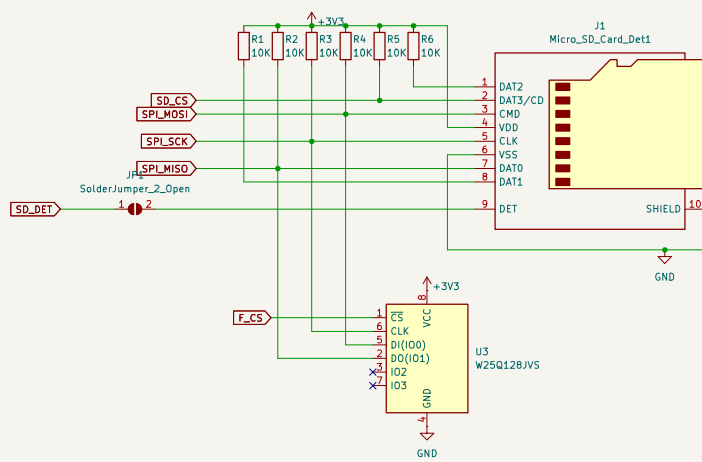 +3V3
R1 R2 R3 R4 R5 R6
10K 10K 10K 10K 10K 10K
J1
Micro_SD_Card_Det1
1 DAT2
SD_CS 2 DAT3/CD
SPI_MOSI 3 CMD
4 VDD
SPI_SCK 5 CLK
6 VSS
SPI_MISO 7 DAT0
JP1
8 DAT1
SolderJumper_2_Open
SD_DET 1 2 9 DET SHIELD 10
GND
+3V3
8
VCC
F_CS 1 CS
6 CLK
5 DI(IO0)
U3
2 DO(IO1)
W25Q128JVS
3 IO2
7 IO3
GND
4
GND